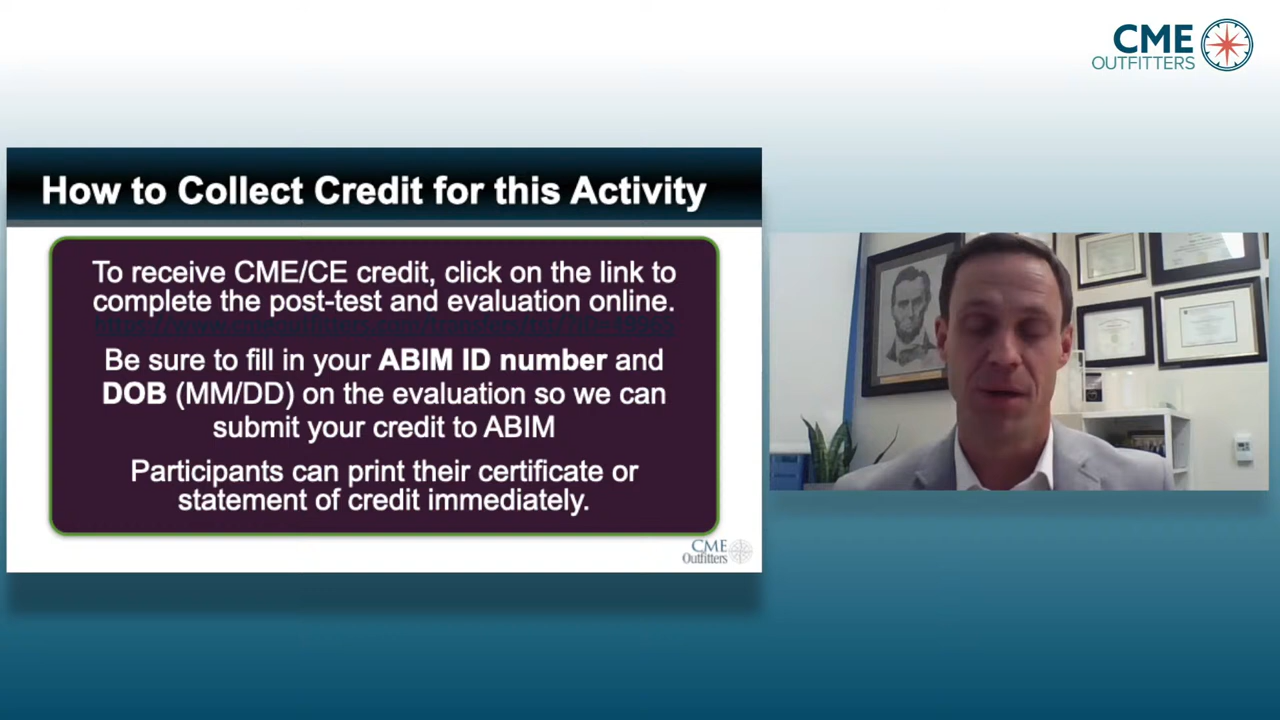 CME
OUTFITTERS
How to Collect Credit for this Activity
To receive CME/CE credit, click on the link to
complete the post-test and evaluation online.
Be sure to fill in your ABIM ID number and
DOB (MM/DD) on the evaluation so we can
submit your credit to ABIM
Participants can print their certificate or
statement of credit immediately.
CME
Outfitters